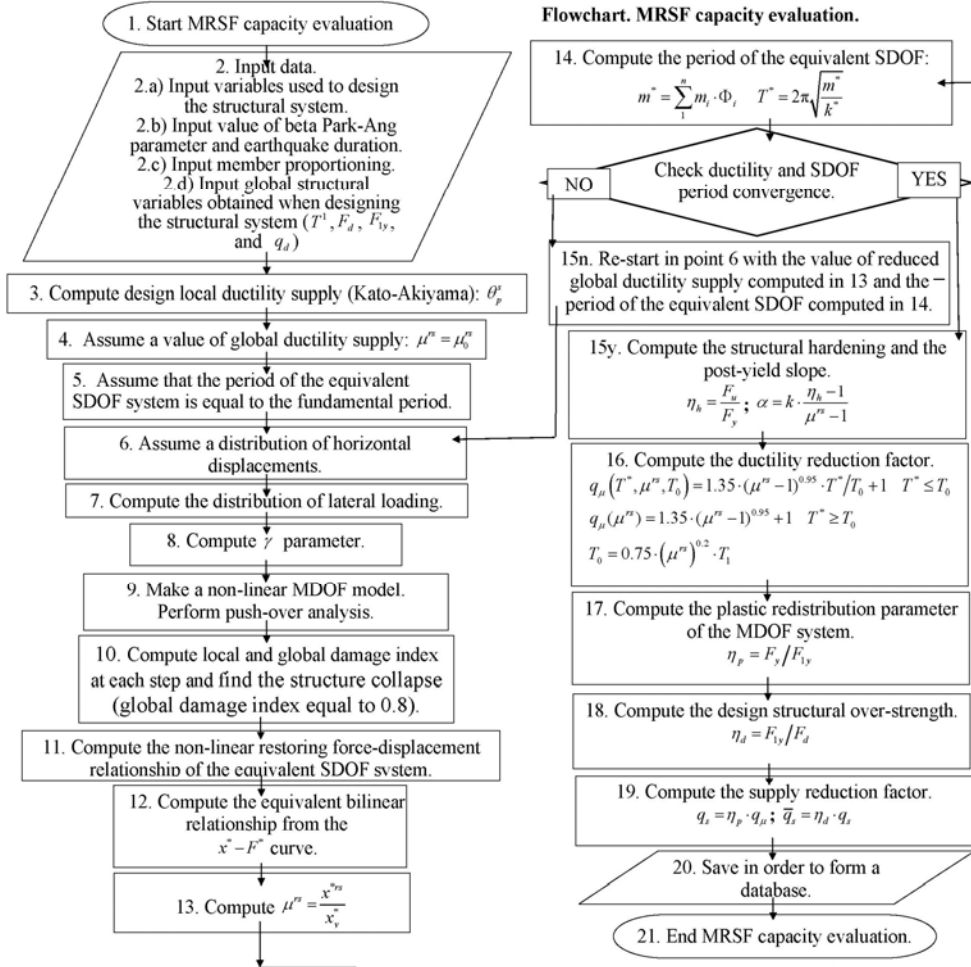 1. Start MRSF capacity evaluation
2. Input data.
2.a) Input variables used to design
the structural system.
2.b) Input value of beta Park-Ang
parameter and earthquake duration.
2.c) Input member proportioning.
2.d) Input global structural
variables obtained when designing
the structural system (T¹, F_d, F_1y,
and q_d)
3. Compute design local ductility supply (Kato-Akiyama): θ_p^s
4. Assume a value of global ductility supply: μ^rs = μ_0^rs
5. Assume that the period of the equivalent
SDOF system is equal to the fundamental period.
6. Assume a distribution of horizontal
displacements.
7. Compute the distribution of lateral loading.
8. Compute γ parameter.
9. Make a non-linear MDOF model.
Perform push-over analysis.
10. Compute local and global damage index
at each step and find the structure collapse
(global damage index equal to 0.8).
11. Compute the non-linear restoring force-displacement
relationship of the equivalent SDOF system.
12. Compute the equivalent bilinear
relationship from the
x* – F* curve.
13. Compute μ^rs = x*^rs / x_y^*
Flowchart. MRSF capacity evaluation.
14. Compute the period of the equivalent SDOF:
m* = ∑_1^n m_i · Φ_i   T* = 2π√(m*/k*)
NO
Check ductility and SDOF
period convergence.
YES
15n. Re-start in point 6 with the value of reduced
global ductility supply computed in 13 and the
period of the equivalent SDOF computed in 14.
15y. Compute the structural hardening and the
post-yield slope.
η_h = F_u/F_y ; α = k · (η_h – 1)/(μ^rs – 1)
16. Compute the ductility reduction factor.
q_μ(T*, μ^rs, T_0) = 1.35·(μ^rs – 1)^0.95 · T*/T_0 + 1   T* ≤ T_0
q_μ(μ^rs) = 1.35·(μ^rs – 1)^0.95 + 1   T* ≥ T_0
T_0 = 0.75·(μ^rs)^0.2 · T_1
17. Compute the plastic redistribution parameter
of the MDOF system.
η_p = F_y/F_1y
18. Compute the design structural over-strength.
η_d = F_1y/F_d
19. Compute the supply reduction factor.
q_s = η_p · q_μ ; q̅_s = η_d · q_s
20. Save in order to form a
database.
21. End MRSF capacity evaluation.